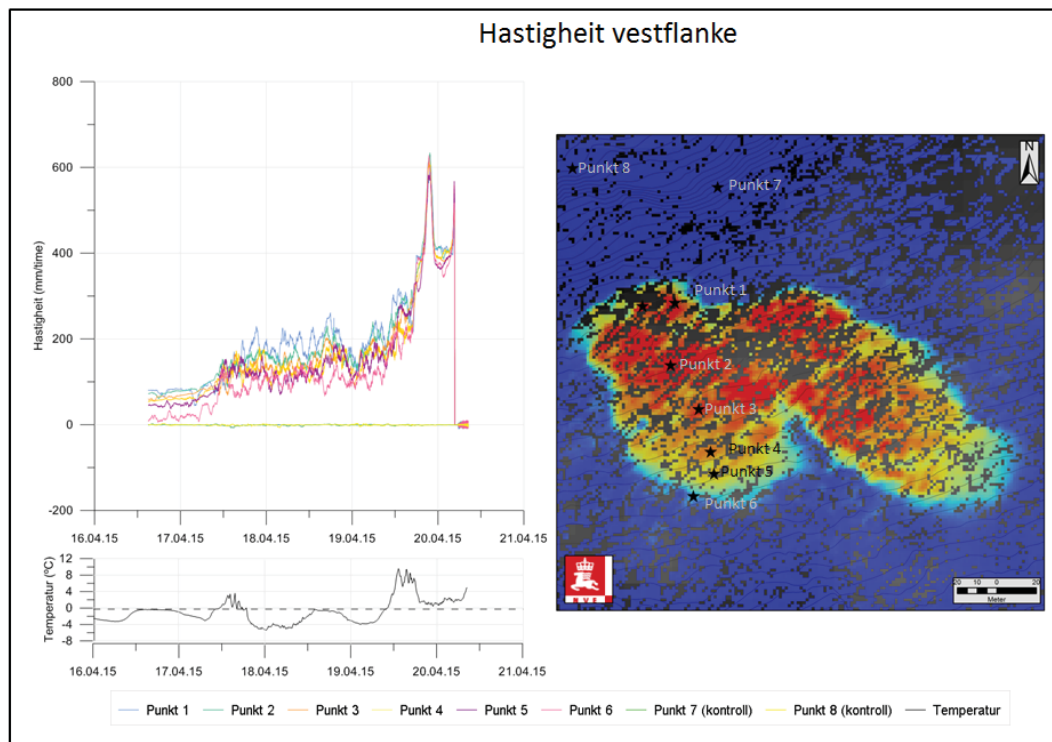 Hastigheit vestflanke
800
600
400
200
0
-200
Hastigheit (mm/time)
16.04.15 17.04.15 18.04.15 19.04.15 20.04.15 21.04.15
12
8
4
0
-4
-8
Temperatur (°C)
16.04.15 17.04.15 18.04.15 19.04.15 20.04.15 21.04.15
N
Punkt 8
Punkt 7
Punkt 1
Punkt 2
Punkt 3
Punkt 4
Punkt 5
Punkt 6
N V E
20 10 0 20
Meter
Punkt 1 Punkt 2 Punkt 3 Punkt 4 Punkt 5 Punkt 6 Punkt 7 (kontroll) Punkt 8 (kontroll) Temperatur